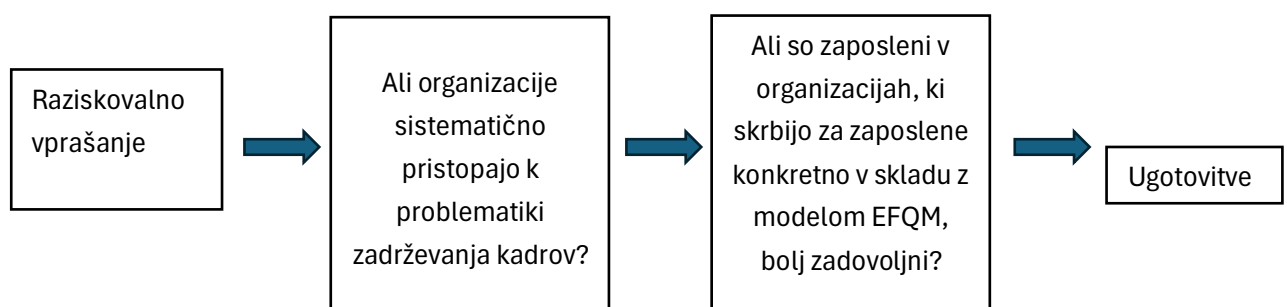 Raziskovalno
vprašanje
Ali organizacije
sistematično
pristopajo k
problematiki
zadrževanja kadrov?
Ali so zaposleni v
organizacijah, ki
skrbijo za zaposlene
konkretno v skladu z
modelom EFQM,
bolj zadovoljni?
Ugotovitve